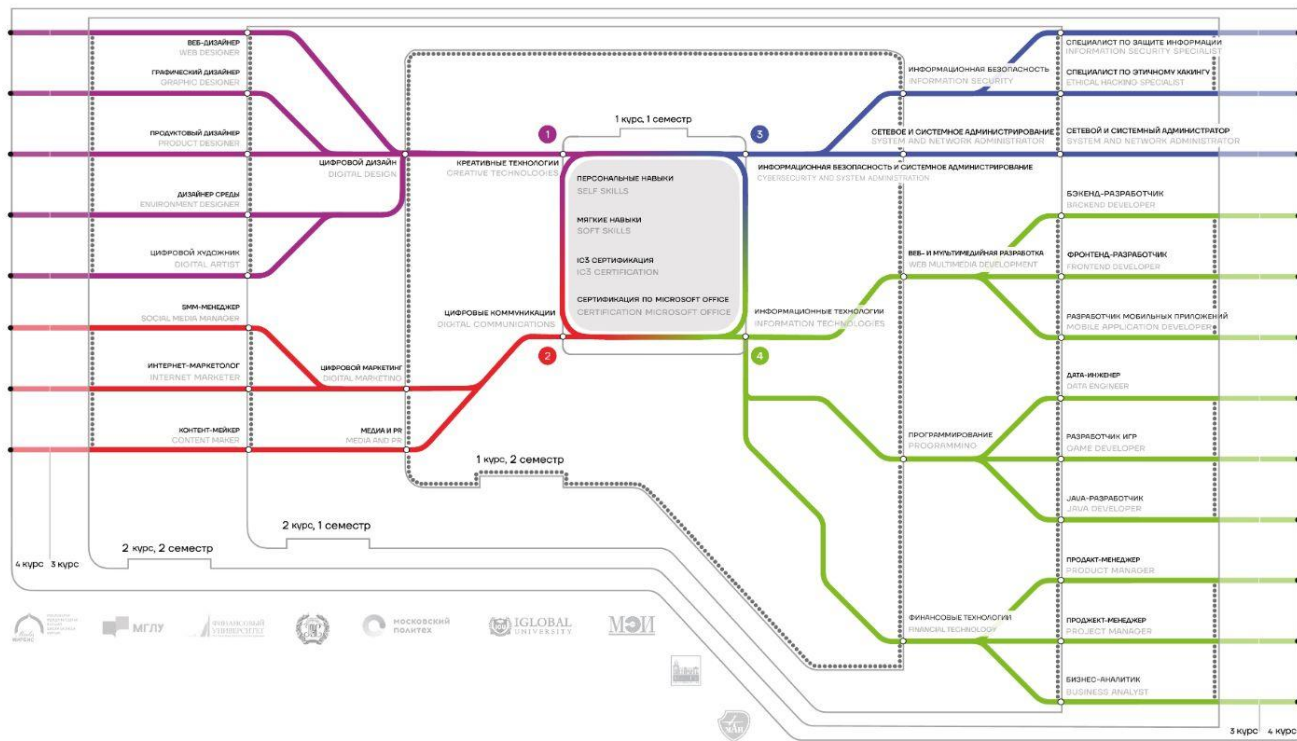 ВЕБ-ДИЗАЙНЕР
WEB DESIGNER
ГРАФИЧЕСКИЙ ДИЗАЙНЕР
GRAPHIC DESIGNER
ПРОДУКТОВЫЙ ДИЗАЙНЕР
PRODUCT DESIGNER
ЦИФРОВОЙ ДИЗАЙН
DIGITAL DESIGN
ДИЗАЙНЕР СРЕДЫ
ENVIRONMENT DESIGNER
ЦИФРОВОЙ ХУДОЖНИК
DIGITAL ARTIST
SMM-МЕНЕДЖЕР
SOCIAL MEDIA MANAGER
ИНТЕРНЕТ-МАРКЕТОЛОГ
INTERNET MARKETER
ЦИФРОВОЙ МАРКЕТИНГ
DIGITAL MARKETING
КОНТЕНТ-МЕЙКЕР
CONTENT MAKER
МЕДИА И PR
MEDIA AND PR
1
КРЕАТИВНЫЕ ТЕХНОЛОГИИ
CREATIVE TECHNOLOGIES
ЦИФРОВЫЕ КОММУНИКАЦИИ
DIGITAL COMMUNICATIONS
2
1 курс, 1 семестр
ПЕРСОНАЛЬНЫЕ НАВЫКИ
SELF SKILLS
МЯГКИЕ НАВЫКИ
SOFT SKILLS
IC3 СЕРТИФИКАЦИЯ
IC3 CERTIFICATION
СЕРТИФИКАЦИЯ ПО MICROSOFT OFFICE
CERTIFICATION MICROSOFT OFFICE
3
ИНФОРМАЦИОННАЯ БЕЗОПАСНОСТЬ И СИСТЕМНОЕ АДМИНИСТРИРОВАНИЕ
CYBERSECURITY AND SYSTEM ADMINISTRATION
ИНФОРМАЦИОННЫЕ ТЕХНОЛОГИИ
INFORMATION TECHNOLOGIES
4
ИНФОРМАЦИОННАЯ БЕЗОПАСНОСТЬ
INFORMATION SECURITY
СЕТЕВОЕ И СИСТЕМНОЕ АДМИНИСТРИРОВАНИЕ
SYSTEM AND NETWORK ADMINISTRATOR
ВЕБ- И МУЛЬТИМЕДИЙНАЯ РАЗРАБОТКА
WEB MULTIMEDIA DEVELOPMENT
ПРОГРАММИРОВАНИЕ
PROGRAMMING
ФИНАНСОВЫЕ ТЕХНОЛОГИИ
FINANCIAL TECHNOLOGY
СПЕЦИАЛИСТ ПО ЗАЩИТЕ ИНФОРМАЦИИ
INFORMATION SECURITY SPECIALIST
СПЕЦИАЛИСТ ПО ЭТИЧНОМУ ХАКИНГУ
ETHICAL HACKING SPECIALIST
СЕТЕВОЙ И СИСТЕМНЫЙ АДМИНИСТРАТОР
SYSTEM AND NETWORK ADMINISTRATOR
БЭКЕНД-РАЗРАБОТЧИК
BACKEND DEVELOPER
ФРОНТЕНД-РАЗРАБОТЧИК
FRONTEND DEVELOPER
РАЗРАБОТЧИК МОБИЛЬНЫХ ПРИЛОЖЕНИЙ
MOBILE APPLICATION DEVELOPER
ДАТА-ИНЖЕНЕР
DATA ENGINEER
РАЗРАБОТЧИК ИГР
GAME DEVELOPER
JAVA-РАЗРАБОТЧИК
JAVA DEVELOPER
ПРОДАКТ-МЕНЕДЖЕР
PRODUCT MANAGER
ПРОДЖЕКТ-МЕНЕДЖЕР
PROJECT MANAGER
БИЗНЕС-АНАЛИТИК
BUSINESS ANALYST
1 курс, 2 семестр
2 курс, 1 семестр
2 курс, 2 семестр
4 курс 3 курс
3 курс 4 курс
МГЛУ
ФИНАНСОВЫЙ
УНИВЕРСИТЕТ
МОСКОВСКИЙ
ПОЛИТЕХ
IGLOBAL
UNIVERSITY
МЭИ
МАИ